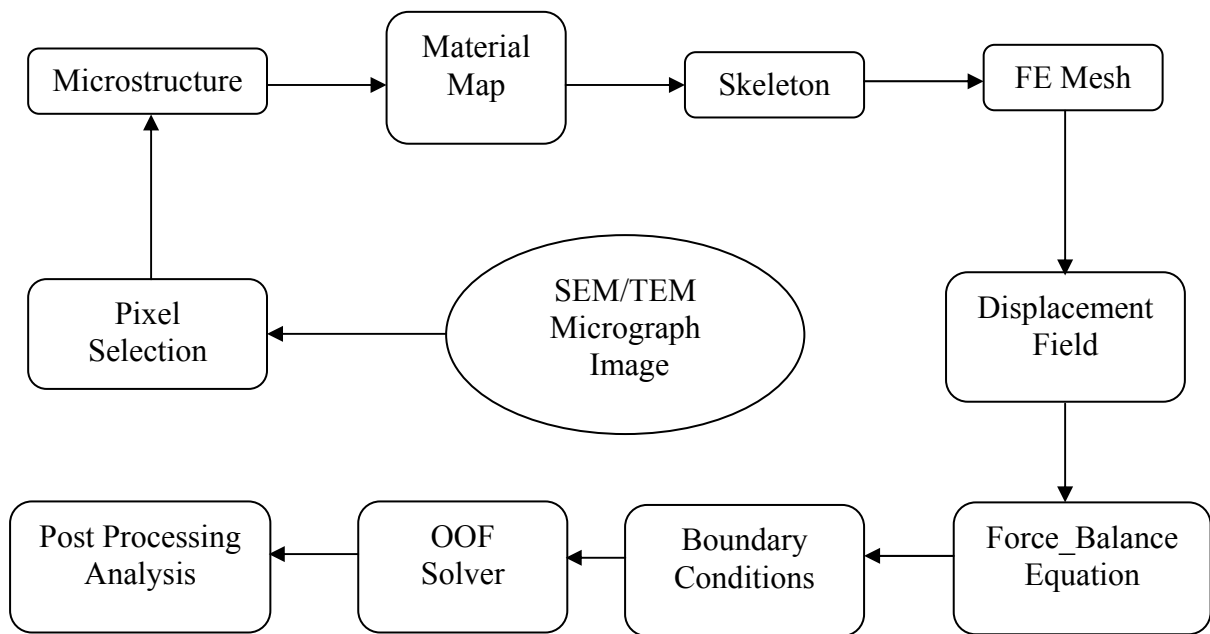 Microstructure
Material
Map
Skeleton
FE Mesh
Pixel
Selection
SEM/TEM
Micrograph
Image
Displacement
Field
Post Processing
Analysis
OOF
Solver
Boundary
Conditions
Force_Balance
Equation